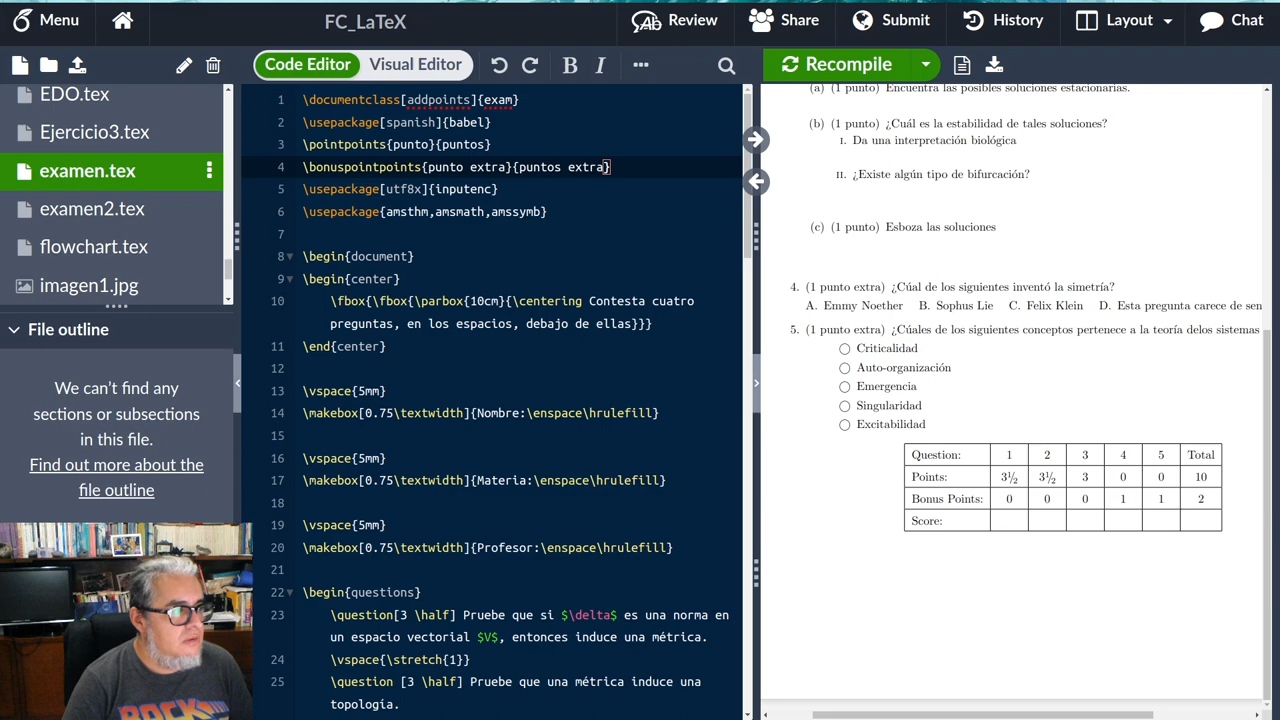 Menu
FC_LaTeX
Review
Share
Submit
History
Layout
Chat
Code Editor
Visual Editor
B
I
Recompile
EDO.tex
Ejercicio3.tex
examen.tex
examen2.tex
flowchart.tex
imagen1.jpg
File outline
We can't find any
sections or subsections
in this file.
Find out more about the
file outline
1 \documentclass[addpoints]{exam}
2 \usepackage[spanish]{babel}
3 \pointpoints{punto}{puntos}
4 \bonuspointpoints{punto extra}{puntos extra}
5 \usepackage[utf8x]{inputenc}
6 \usepackage{amsthm,amsmath,amssymb}
7
8 \begin{document}
9 \begin{center}
10 \fbox{\fbox{\parbox{10cm}{\centering Contesta cuatro
preguntas, en los espacios, debajo de ellas}}}
11 \end{center}
12
13 \vspace{5mm}
14 \makebox[0.75\textwidth]{Nombre:\enspace\hrulefill}
15
16 \vspace{5mm}
17 \makebox[0.75\textwidth]{Materia:\enspace\hrulefill}
18
19 \vspace{5mm}
20 \makebox[0.75\textwidth]{Profesor:\enspace\hrulefill}
21
22 \begin{questions}
23 \question[3 \half] Pruebe que si $\delta$ es una norma en
un espacio vectorial $V$, entonces induce una métrica.
24 \vspace{\stretch{1}}
25 \question [3 \half] Pruebe que una métrica induce una
topología.
(a) (1 punto) Encuentra las posibles soluciones estacionarias.
(b) (1 punto) ¿Cuál es la estabilidad de tales soluciones?
I. Da una interpretación biológica
II. ¿Existe algún tipo de bifurcación?
(c) (1 punto) Esboza las soluciones
4. (1 punto extra) ¿Cúal de los siguientes inventó la simetría?
A. Emmy Noether B. Sophus Lie C. Felix Klein D. Esta pregunta carece de sen
5. (1 punto extra) ¿Cúales de los siguientes conceptos pertenece a la teoría delos sistemas
Criticalidad
Auto-organización
Emergencia
Singularidad
Excitabilidad
Question: 1 2 3 4 5 Total
Points: 3½ 3½ 3 0 0 10
Bonus Points: 0 0 0 1 1 2
Score: